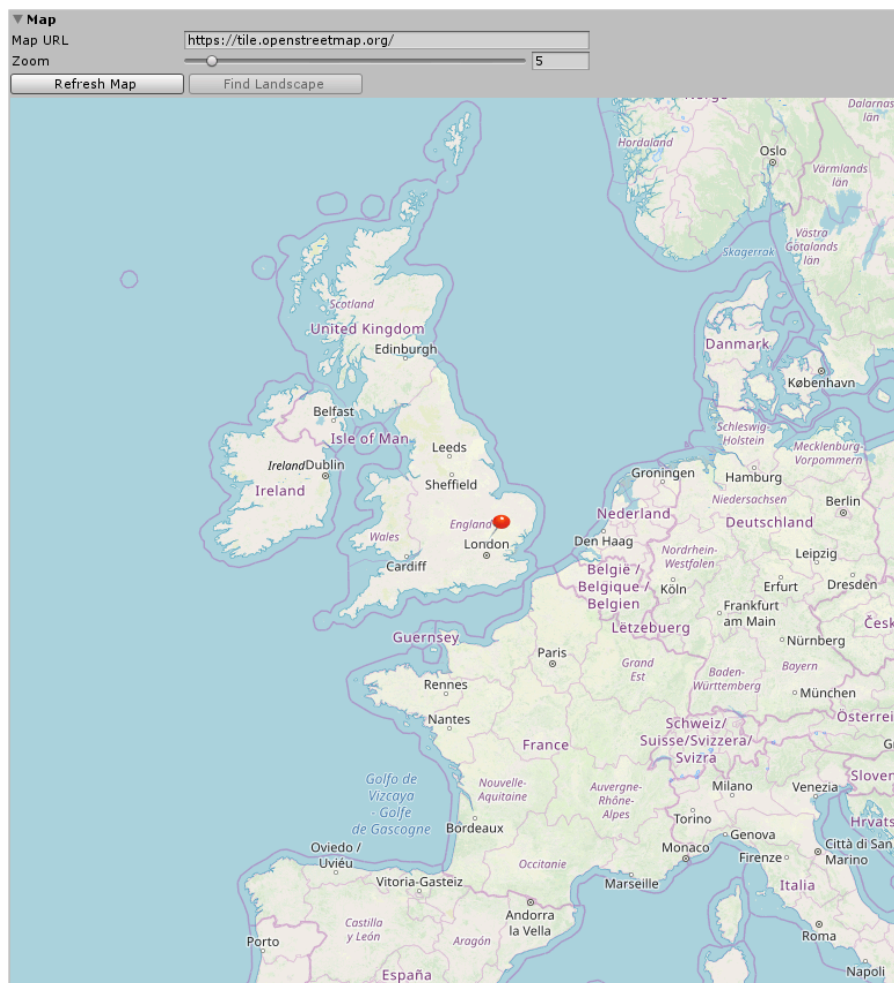 Map
Map URL
https://tile.openstreetmap.org/
Zoom
5
Refresh Map
Find Landscape
Norge
Dalarnas
län
Hordaland
Oslo
Värmlands
län
Västra
Götalands
län
Skagerrak
Scotland
United Kingdom
Edinburgh
Danmark
København
Belfast
Isle of Man
Schleswig-
Holstein
Mecklenburg-
Vorpommern
Leeds
Ireland
Dublin
Sheffield
Groningen
Hamburg
Ireland
Niedersachsen
Berlin
Nederland
England
Deutschland
Wales
London
Den Haag
Nordrhein-
Westfalen
Leipzig
Cardiff
België /
Belgique /
Belgien
Köln
Erfurt
Dresden
Frankfurt
am Main
Guernsey
Lëtzebuerg
Nürnberg
Paris
Grand
Est
Baden-
Württemberg
Bayern
Rennes
München
Nantes
Schweiz/
Suisse/Svizzera/
Svizra
France
Golfo de
Vizcaya
- Golfe
de Gascogne
Nouvelle-
Aquitaine
Auvergne-
Rhône-
Alpes
Milano
Venezia
Torino
Bordeaux
Genova
Oviedo /
Uviéu
Monaco
Firenze
Città di San
Marino
Occitanie
Vitoria-Gasteiz
Marseille
Italia
Andorra
la Vella
Castilla
y León
Aragón
Porto
Roma
España
Napoli